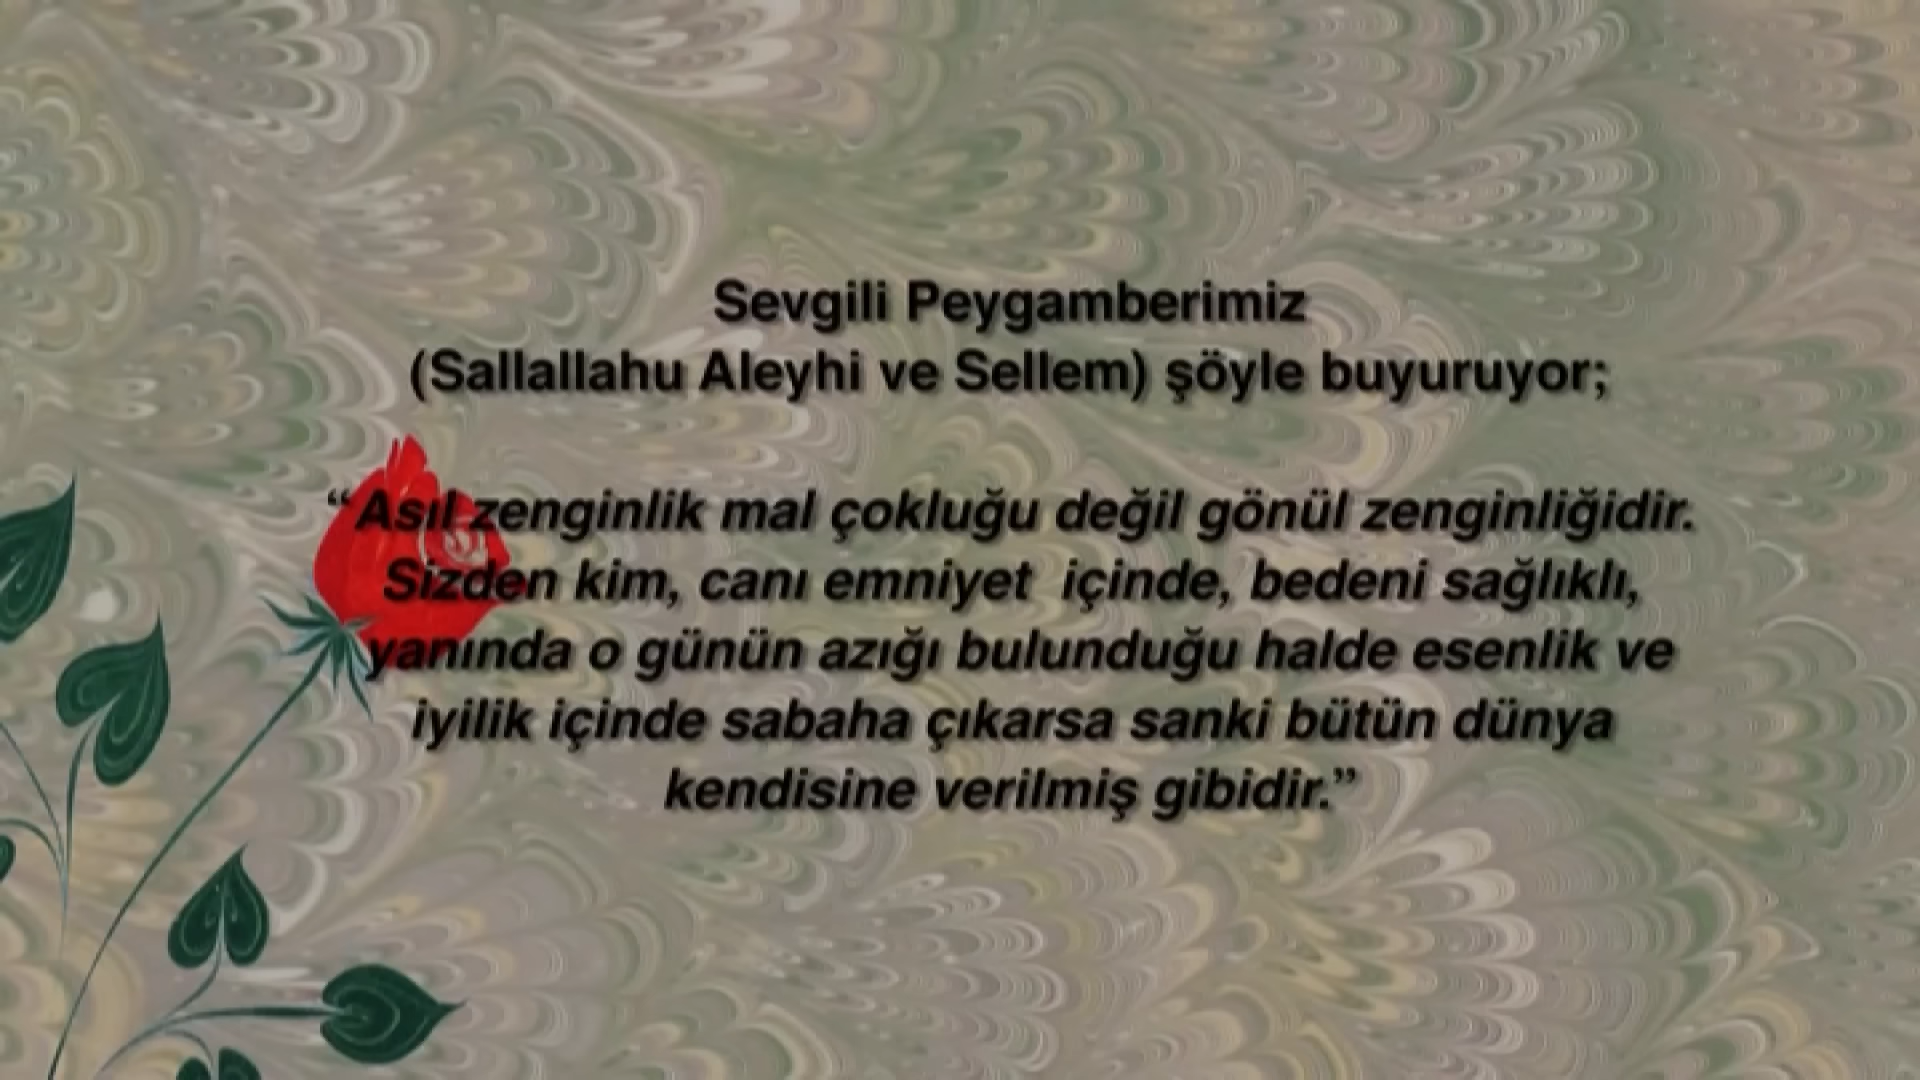 Sevgili Peygamberimiz
(Sallallahu Aleyhi ve Sellem) şöyle buyuruyor;
“Asıl zenginlik mal çokluğu değil gönül zenginliğidir.
Sizden kim, canı emniyet içinde, bedeni sağlıklı,
yanında o günün azığı bulunduğu halde esenlik ve
iyilik içinde sabaha çıkarsa sanki bütün dünya
kendisine verilmiş gibidir.”